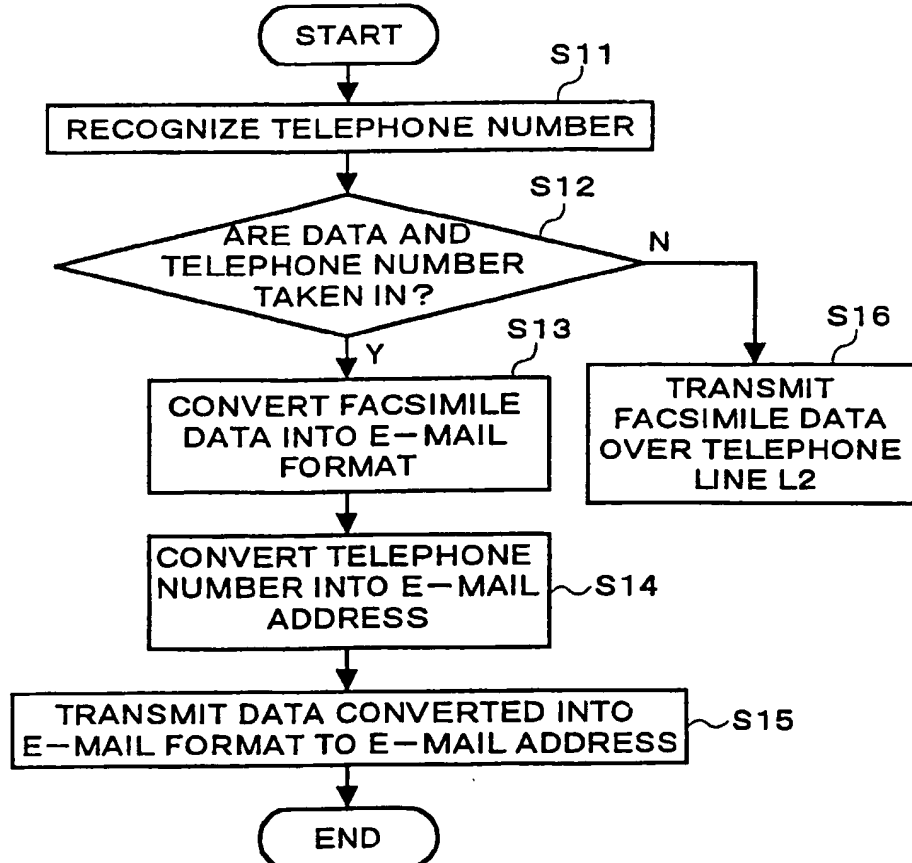 START
S11
RECOGNIZE TELEPHONE NUMBER
S12
ARE DATA AND
TELEPHONE NUMBER
TAKEN IN?
N
Y
S13
CONVERT FACSIMILE
DATA INTO E-MAIL
FORMAT
S16
TRANSMIT
FACSIMILE DATA
OVER TELEPHONE
LINE L2
CONVERT TELEPHONE
NUMBER INTO E-MAIL
ADDRESS
S14
TRANSMIT DATA CONVERTED INTO
E-MAIL FORMAT TO E-MAIL ADDRESS
S15
END